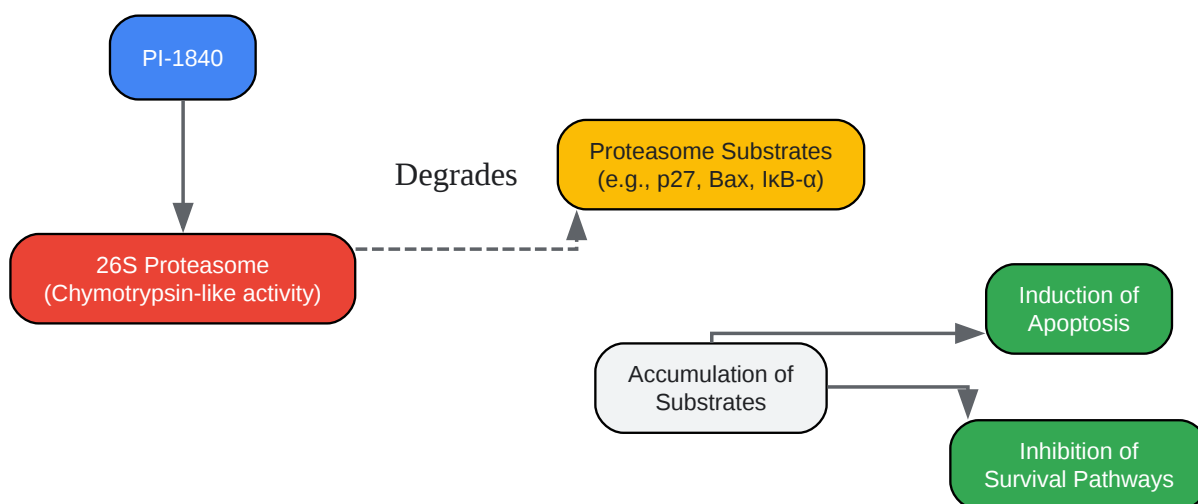 PI-1840
Degrades
Proteasome Substrates
(e.g., p27, Bax, IκB-α)
26S Proteasome
(Chymotrypsin-like activity)
Induction of
Apoptosis
Accumulation of
Substrates
Inhibition of
Survival Pathways